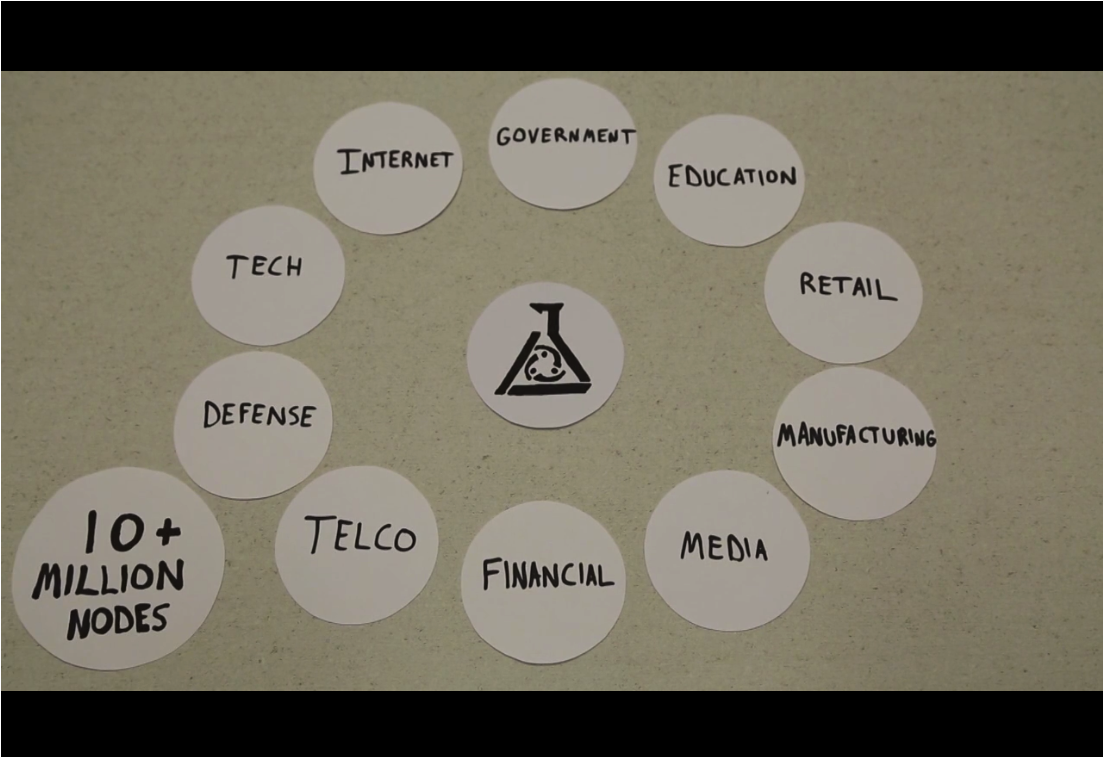 GOVERNMENT
INTERNET
EDUCATION
TECH
RETAIL
DEFENSE
MANUFACTURING
10+
MILLION
NODES
TELCO
FINANCIAL
MEDIA